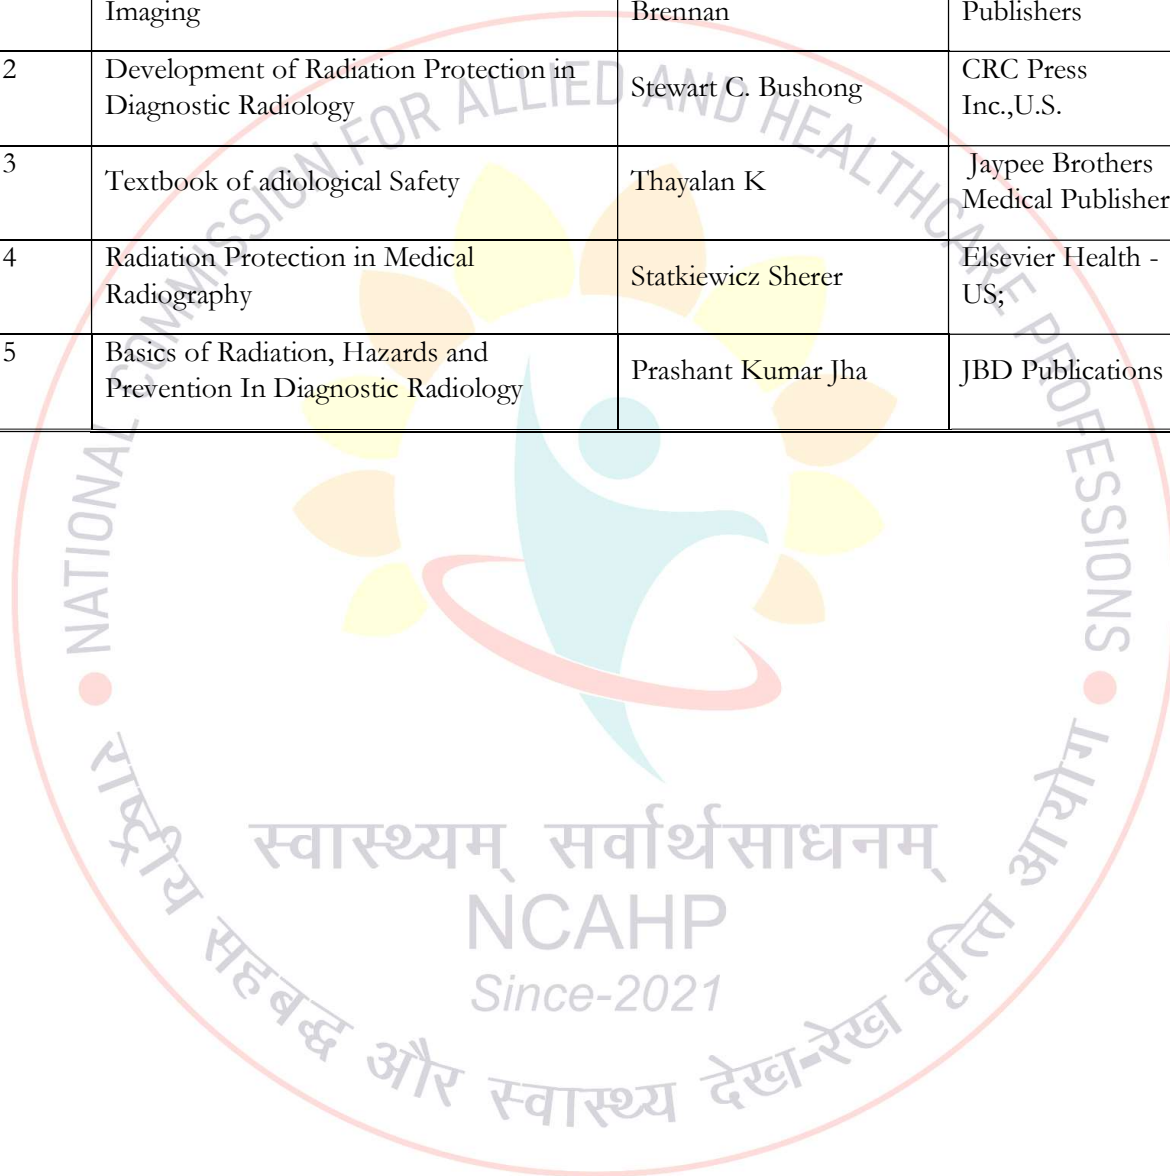 Imaging Brennan Publishers
2 Development of Radiation Protection in Diagnostic Radiology Stewart C. Bushong CRC Press Inc.,U.S.
3 Textbook of adiological Safety Thayalan K Jaypee Brothers Medical Publisher
4 Radiation Protection in Medical Radiography Statkiewicz Sherer Elsevier Health - US;
5 Basics of Radiation, Hazards and Prevention In Diagnostic Radiology Prashant Kumar Jha JBD Publications
NATIONAL COMMISSION FOR ALLIED AND HEALTHCARE PROFESSIONS
स्वास्थ्यम् सर्वार्थसाधनम्
NCAHP
Since-2021
राष्ट्रीय सहबद्ध और स्वास्थ्य देख-रेख वृत्ति आयोग